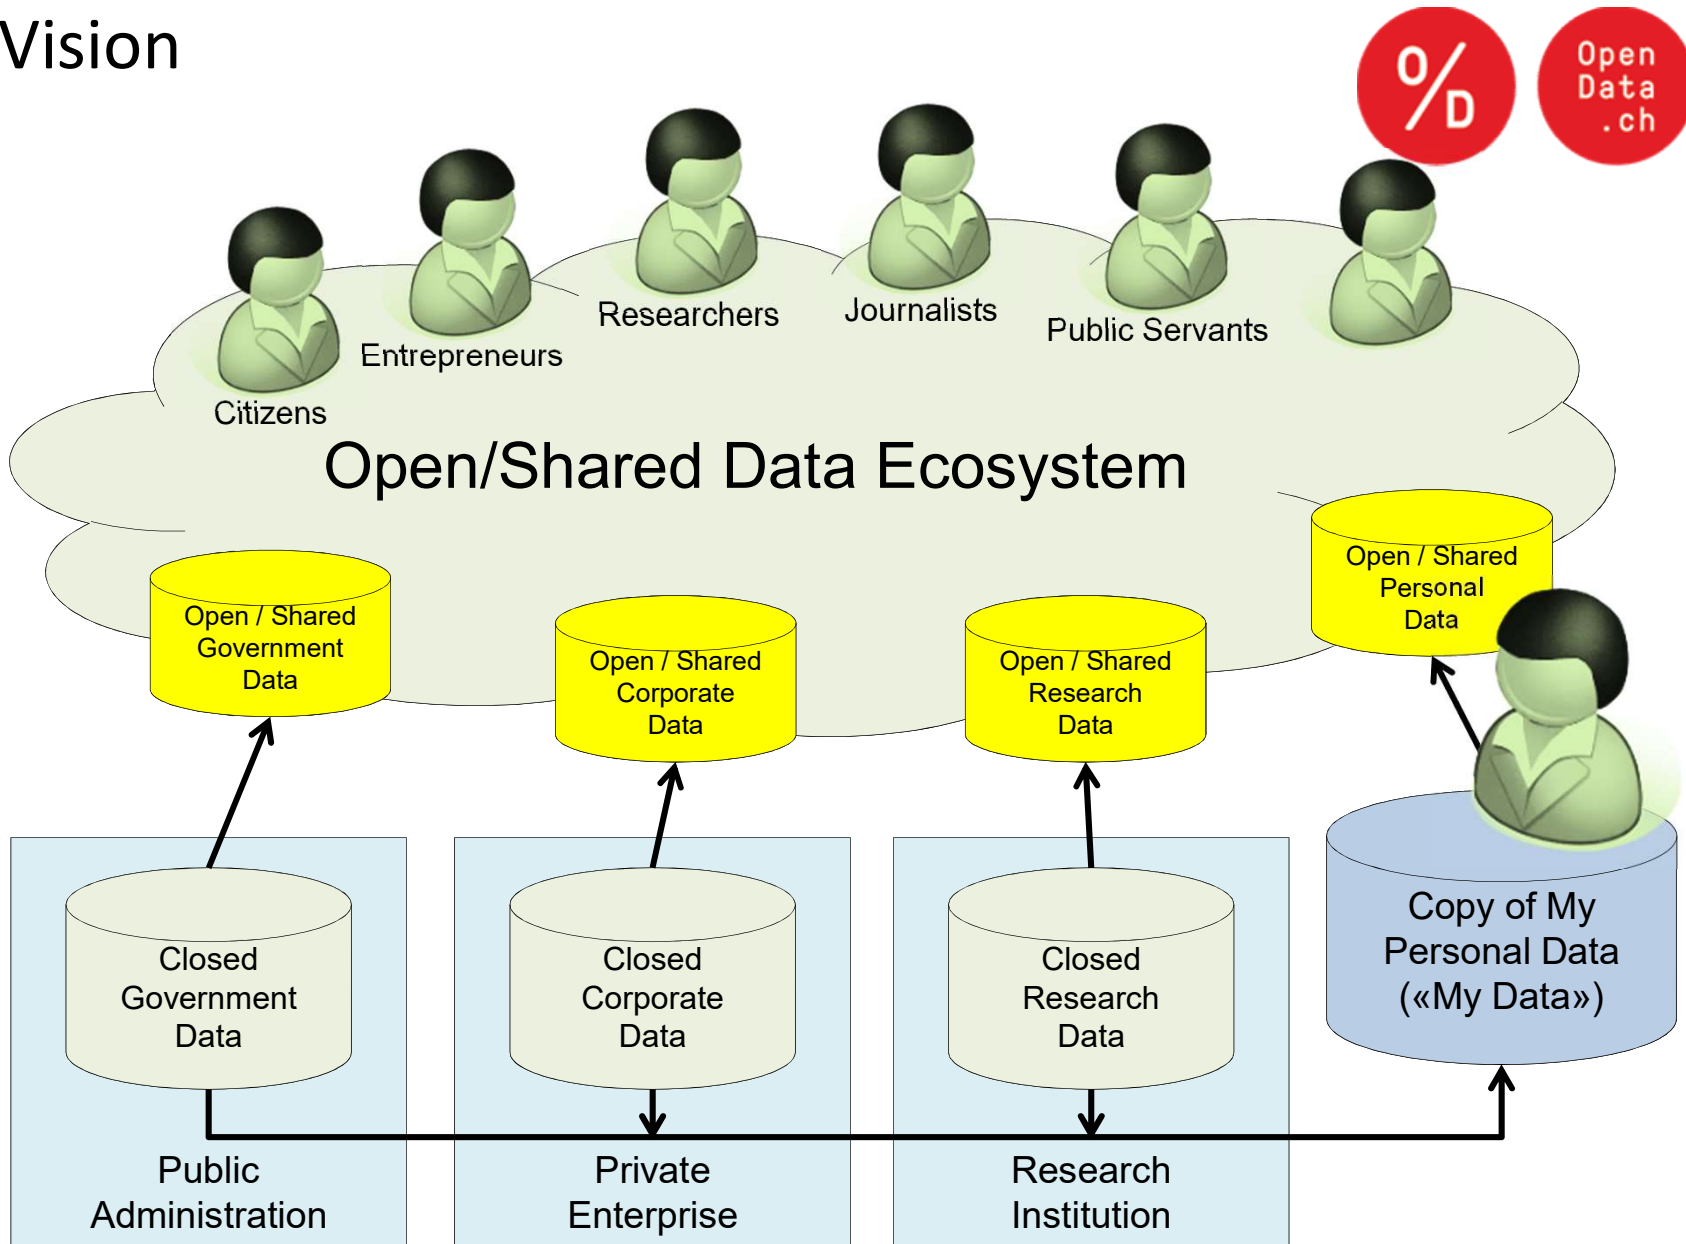 Vision
%D
Open
Data
.ch
Citizens
Entrepreneurs
Researchers
Journalists
Public Servants
Open/Shared Data Ecosystem
Open / Shared
Government
Data
Open / Shared
Corporate
Data
Open / Shared
Research
Data
Open / Shared
Personal
Data
Closed
Government
Data
Closed
Corporate
Data
Closed
Research
Data
Copy of My
Personal Data
(«My Data»)
Public
Administration
Private
Enterprise
Research
Institution